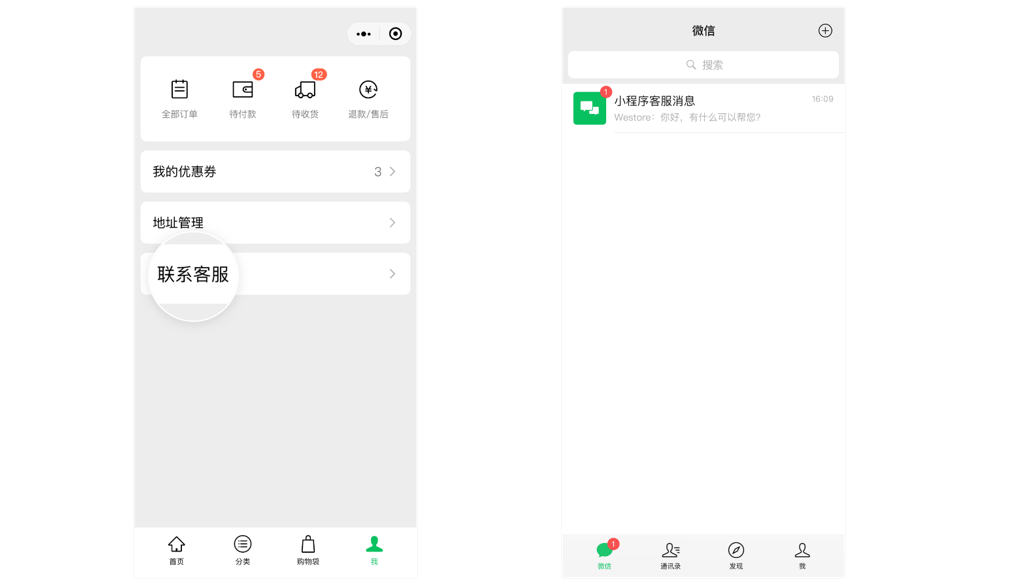 5
12
全部订单
待付款
待收货
退款/售后
我的优惠券
3
地址管理
联系客服
首页
分类
购物袋
我
微信
搜索
1
小程序客服消息
16:09
Westore：你好，有什么可以帮您?
1
微信
通讯录
发现
我